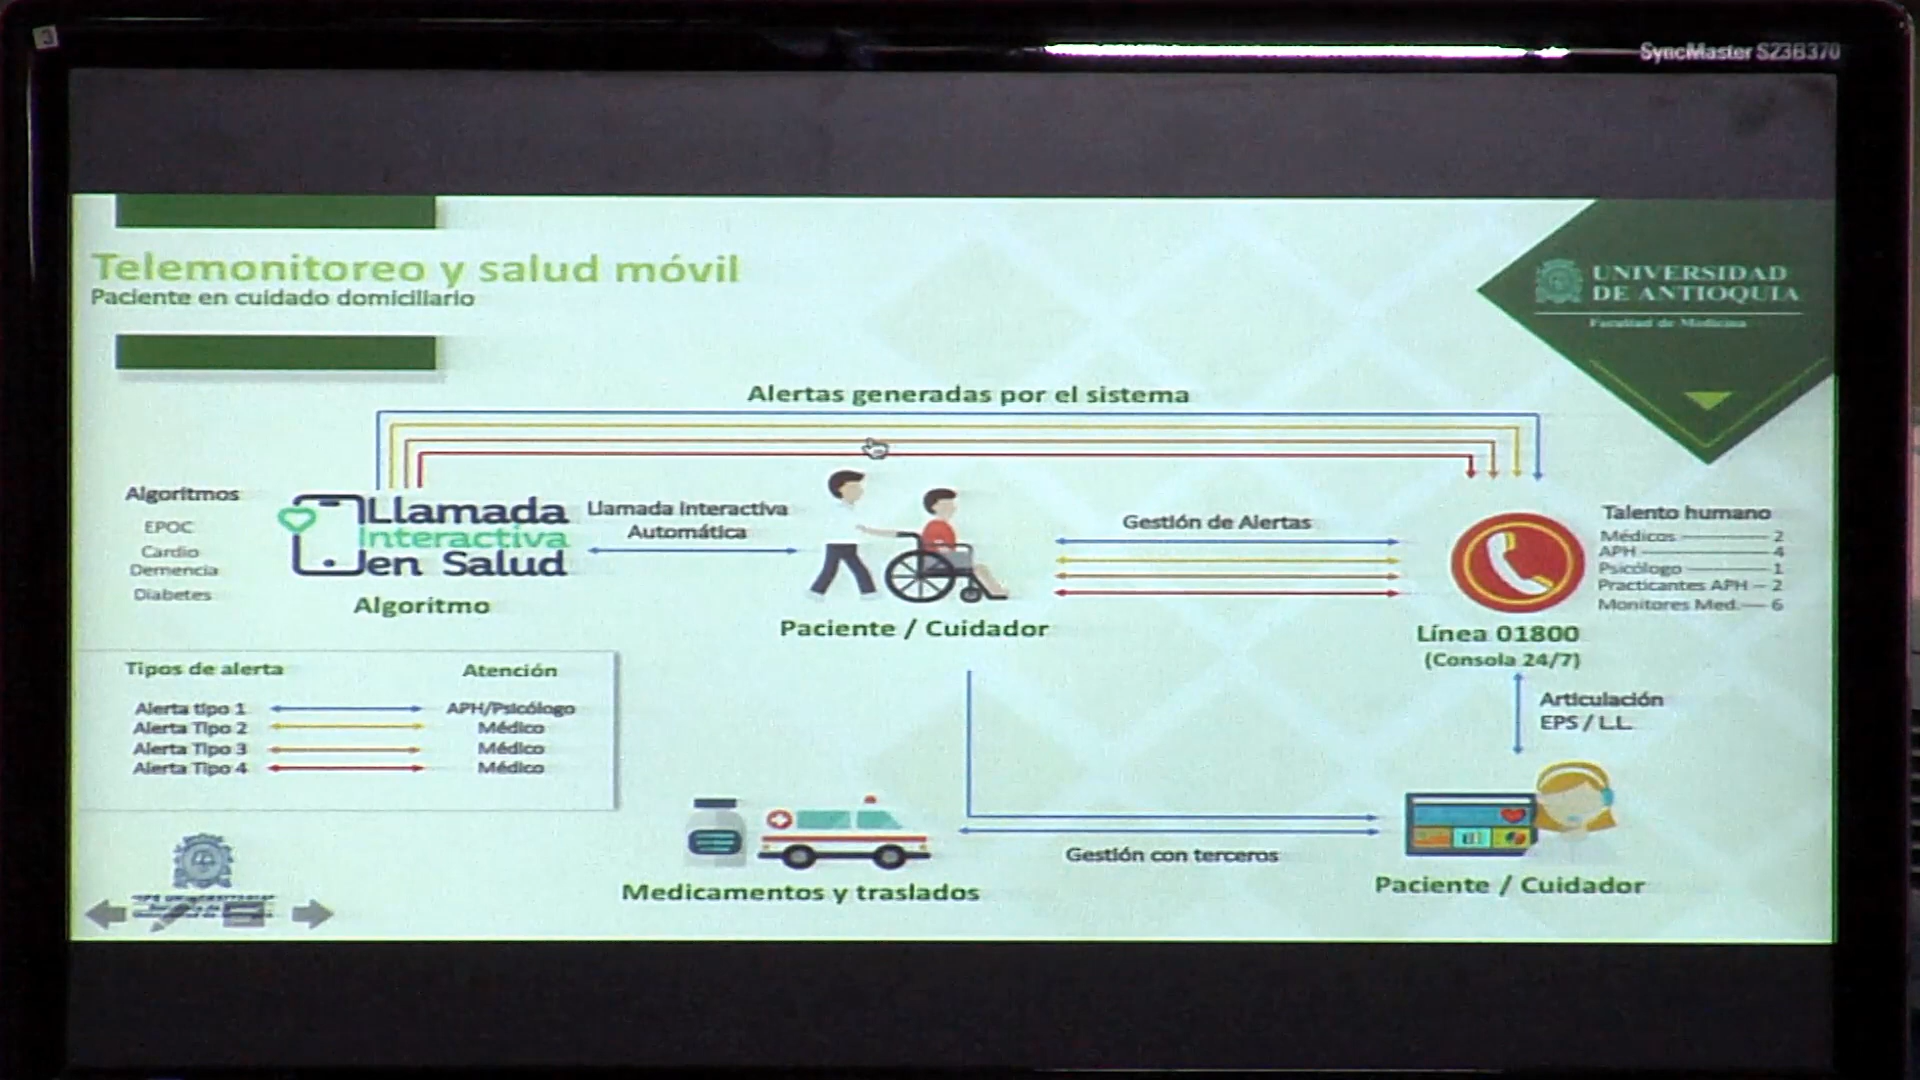 SyncMaster S23B370
3
Telemonitoreo y salud móvil
Paciente en cuidado domiciliario
UNIVERSIDAD
DE ANTIOQUIA
Facultad de Medicina
Alertas generadas por el sistema
Algoritmos
EPOC
Cardio
Demencia
Diabetes
Llamada
Interactiva
en Salud
Algoritmo
Llamada Interactiva
Automática
Paciente / Cuidador
Gestión de Alertas
Línea 01800
(Consola 24/7)
Talento humano
Médicos 2
APH 4
Psicólogo 1
Practicantes APH 2
Monitores Med. 6
Articulación
EPS / L.L.
Tipos de alerta Atención
Alerta tipo 1 APH/Psicólogo
Alerta Tipo 2 Médico
Alerta Tipo 3 Médico
Alerta Tipo 4 Médico
Medicamentos y traslados
Gestión con terceros
Paciente / Cuidador